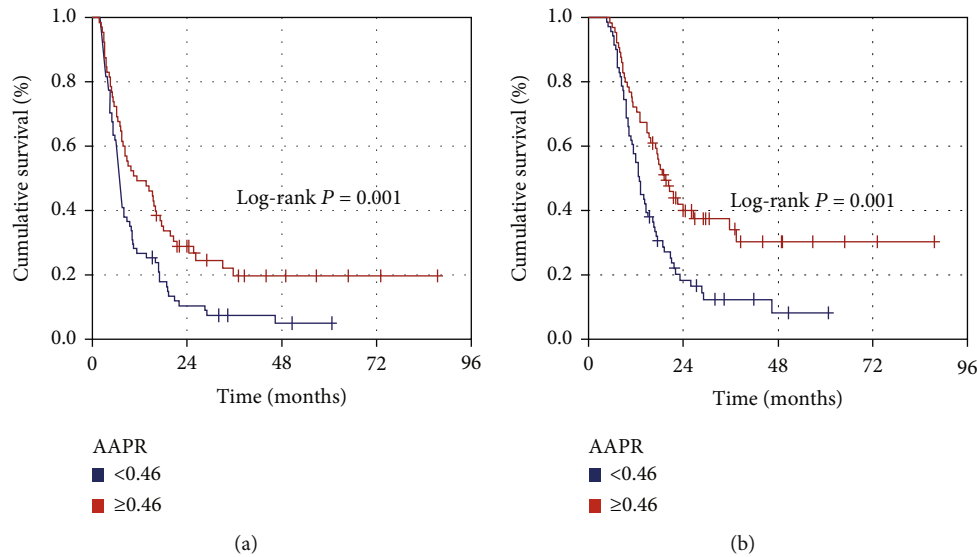 Cumulative survival (%)
1.0
0.8
0.6
0.4
0.2
0.0
Log-rank P = 0.001
0 24 48 72 96
Time (months)
AAPR
<0.46
≥0.46
(a)
Cumulative survival (%)
1.0
0.8
0.6
0.4
0.2
0.0
Log-rank P = 0.001
0 24 48 72 96
Time (months)
AAPR
<0.46
≥0.46
(b)